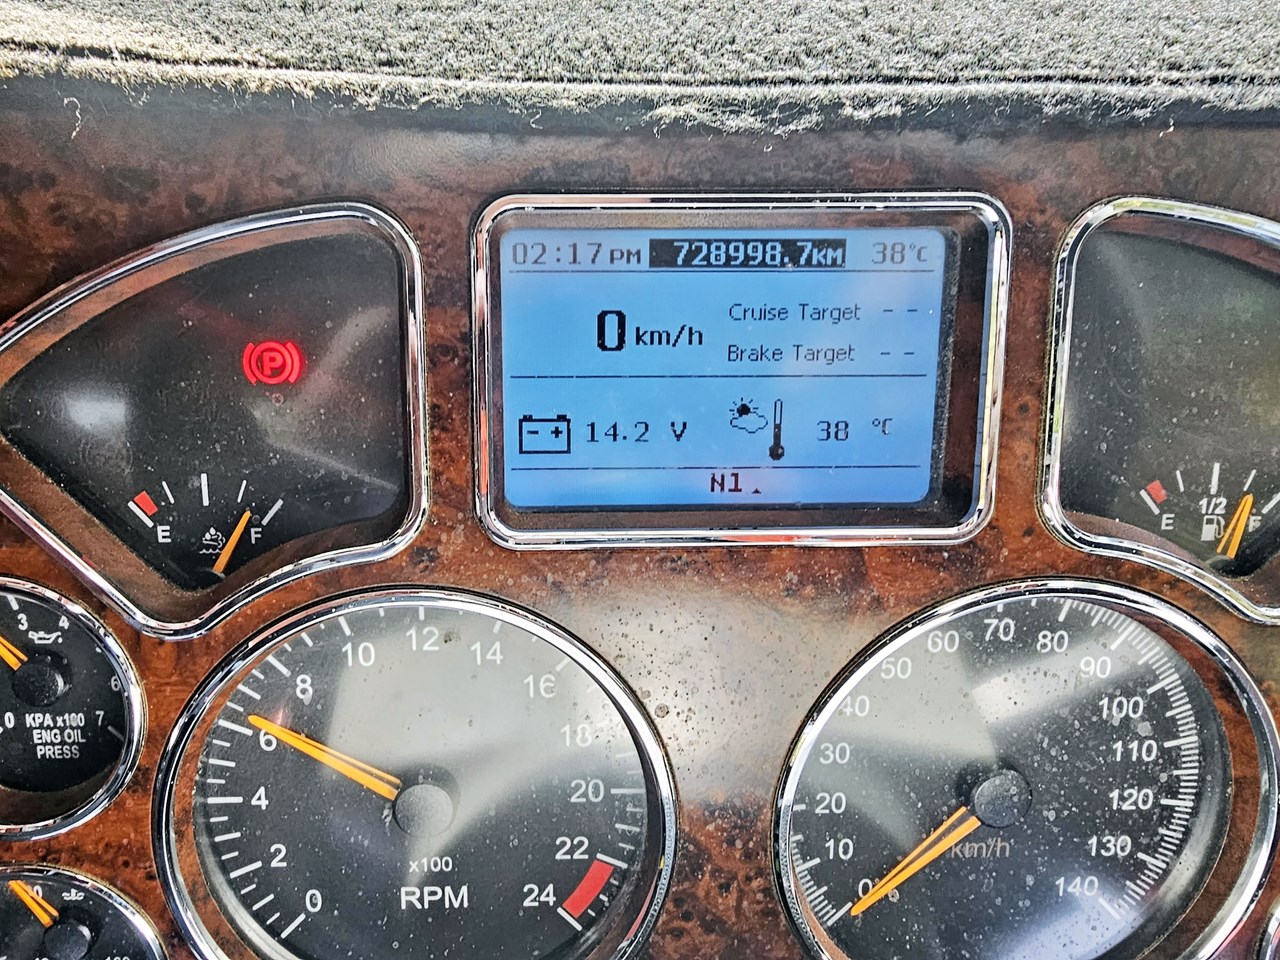 02:17 PM 728998.7KM 38°C
0 km/h
Cruise Target - -
Brake Target - -
14.2 V 38 °C
N1
P
E F
E 1/2 F
0 3 4 6 7
KPA x100
ENG OIL
PRESS
0 2 4 6 8 10 12 14 16 18 20 22 24
x100
RPM
0 10 20 30 40 50 60 70 80 90 100 110 120 130 140
km/h